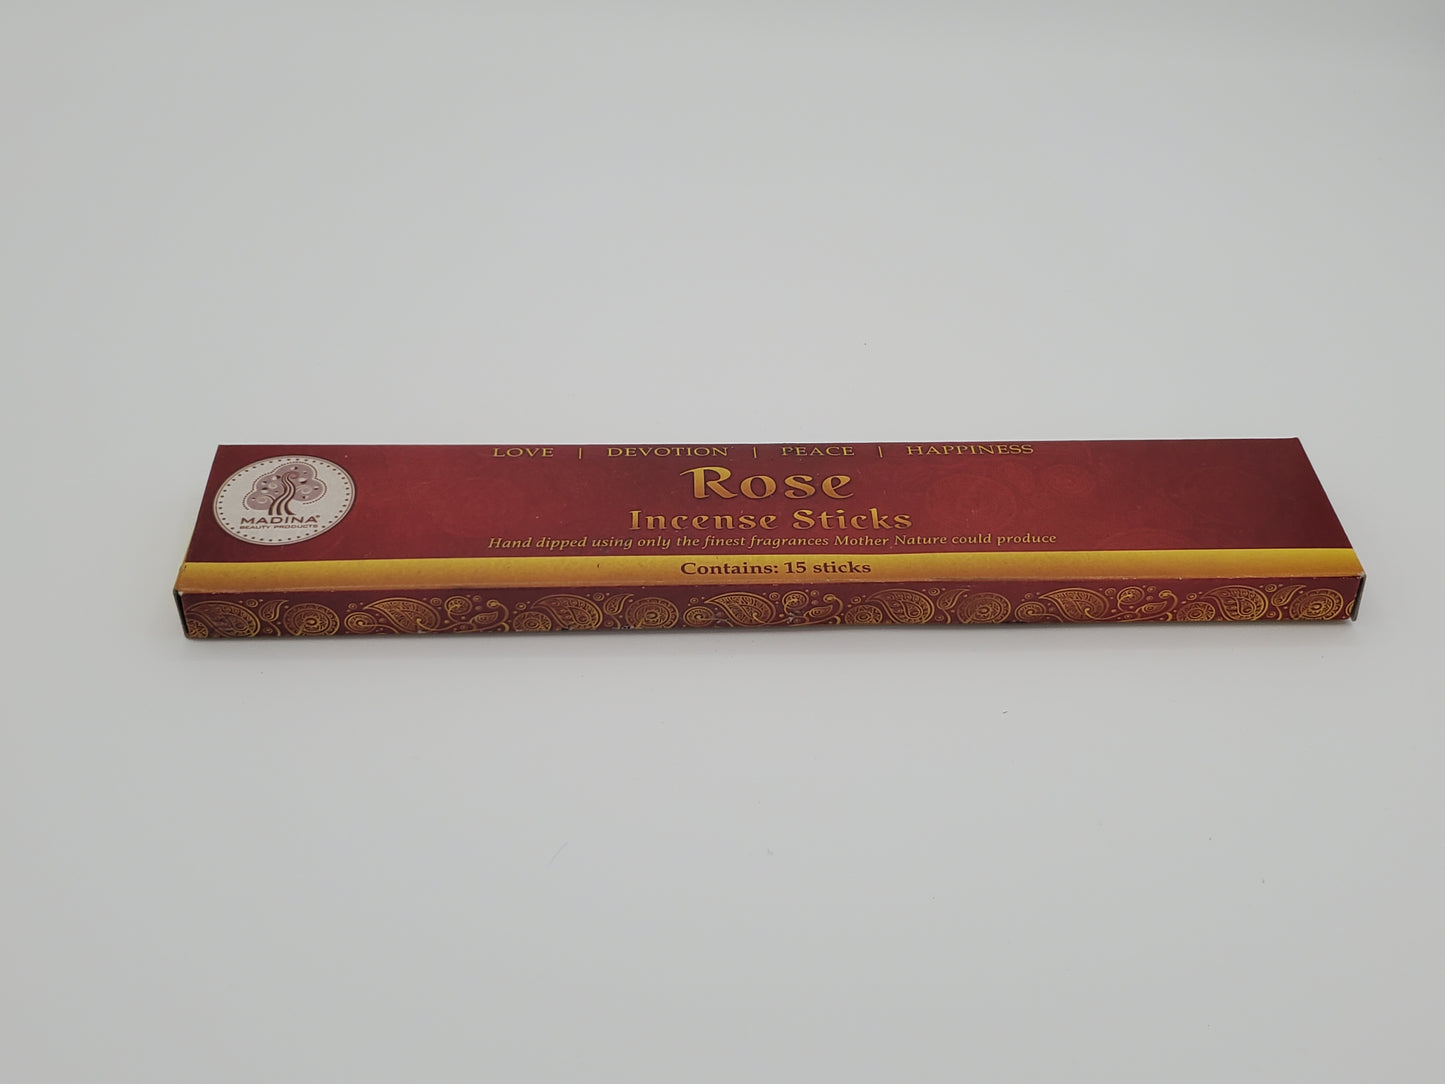 LOVE | DEVOTION | PEACE | HAPPINESS
Rose
Incense Sticks
Hand dipped using only the finest fragrances Mother Nature could produce
Contains: 15 sticks
MADINA®
BEAUTY PRODUCTS